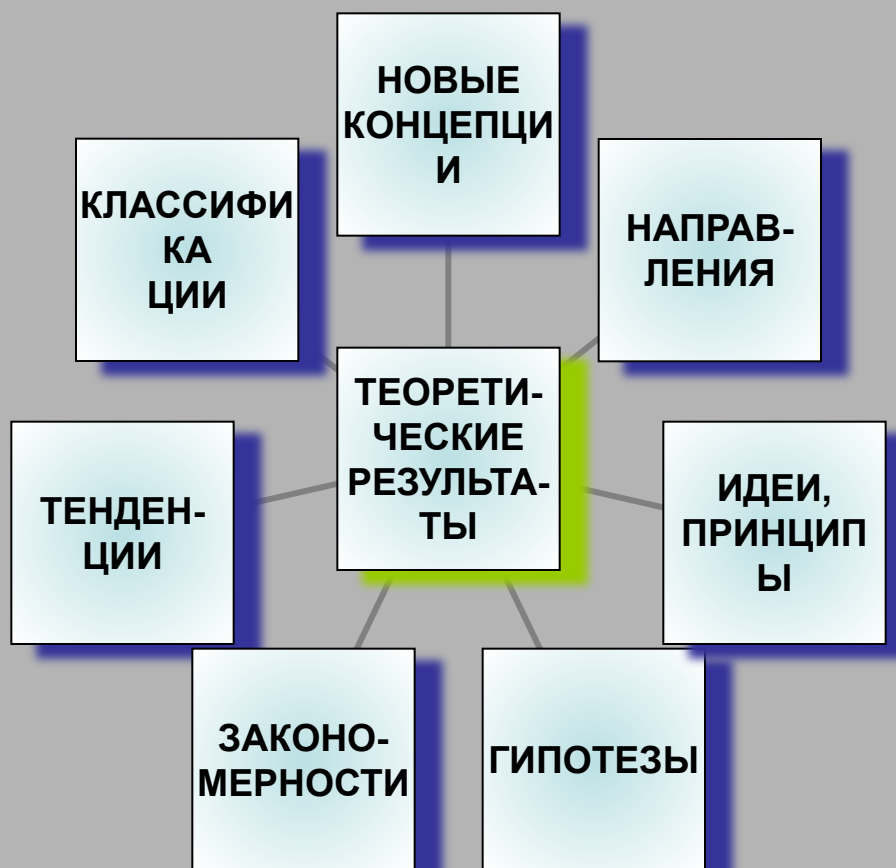 НОВЫЕ
КОНЦЕПЦИ
И
КЛАССИФИ
КА
ЦИИ
НАПРАВ-
ЛЕНИЯ
ТЕОРЕТИ-
ЧЕСКИЕ
РЕЗУЛЬТА-
ТЫ
ТЕНДЕН-
ЦИИ
ИДЕИ,
ПРИНЦИП
Ы
ЗАКОНО-
МЕРНОСТИ
ГИПОТЕЗЫ